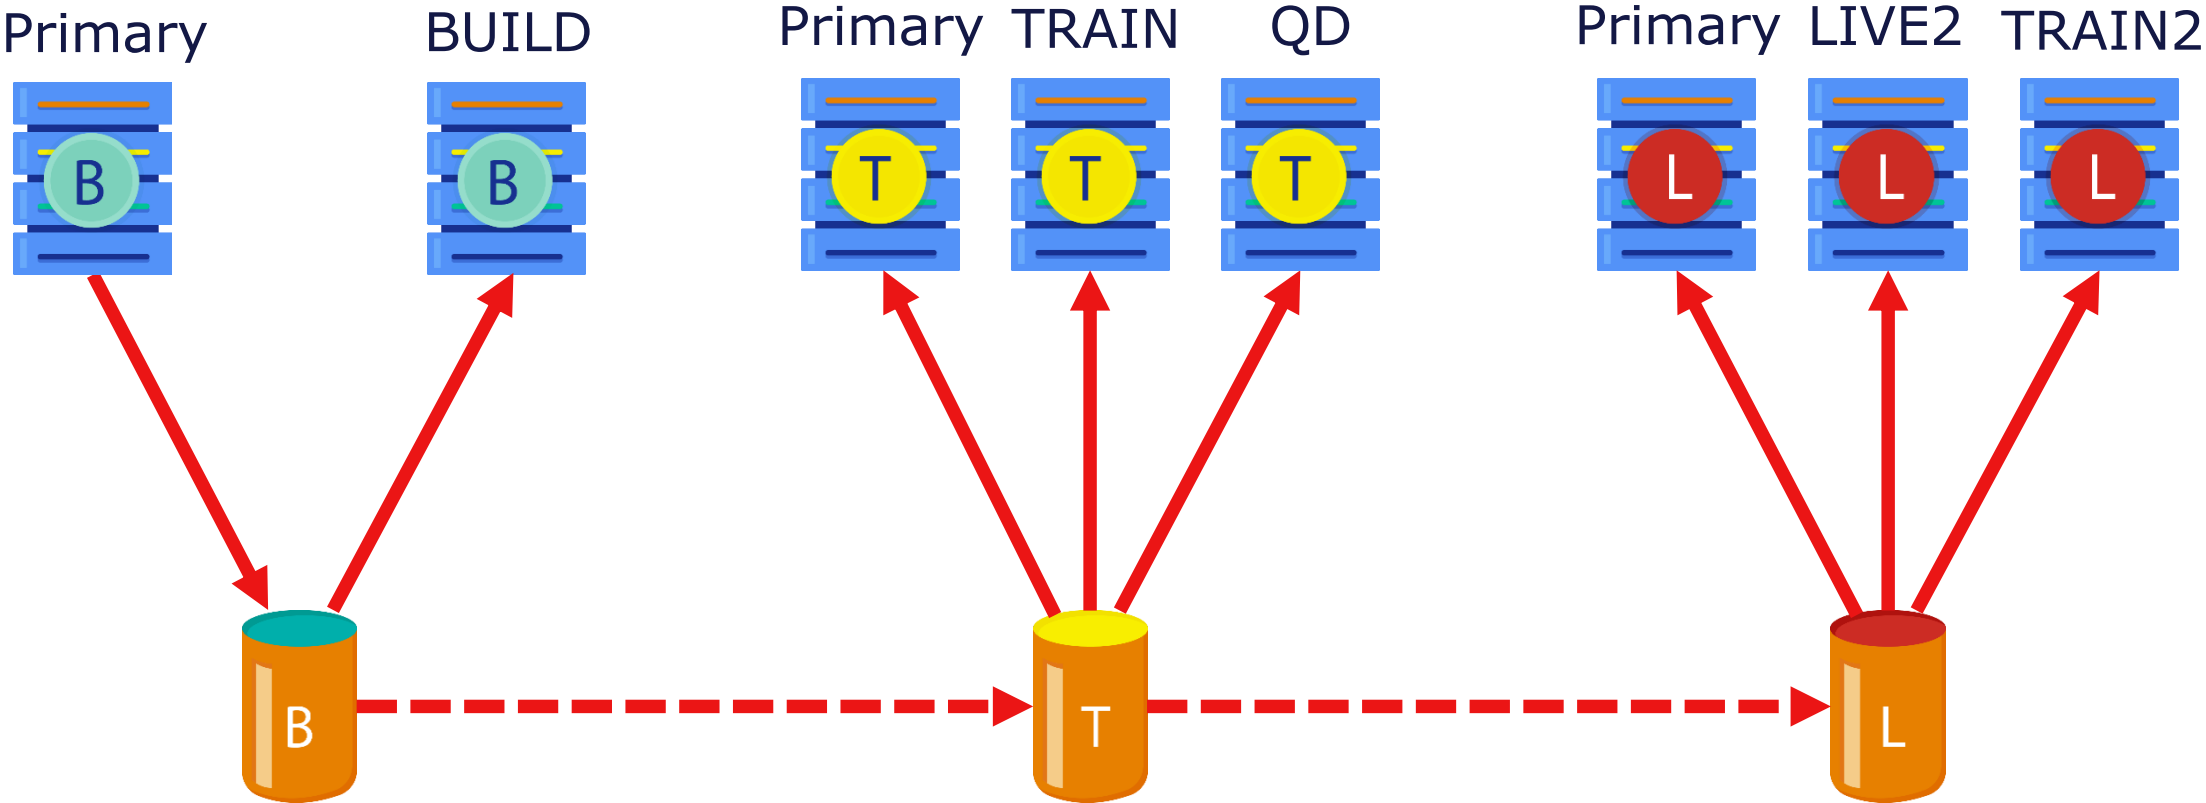 Primary BUILD Primary TRAIN QD Primary LIVE2 TRAIN2
B B T T T L L L
B T L